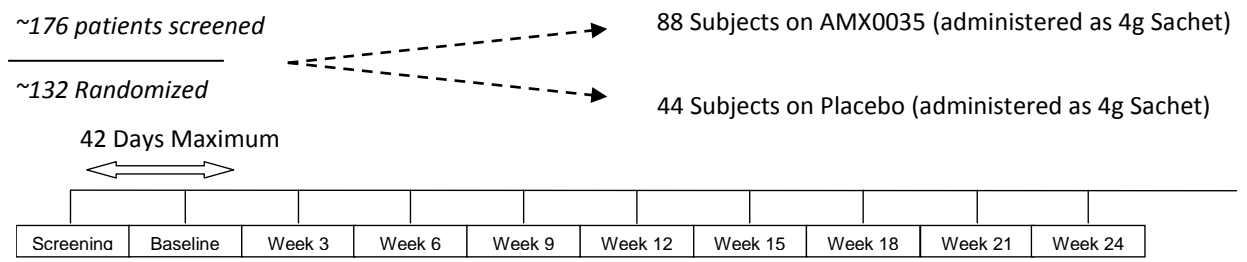 ~176 patients screened
88 Subjects on AMX0035 (administered as 4g Sachet)
~132 Randomized
44 Subjects on Placebo (administered as 4g Sachet)
42 Days Maximum
Screening Baseline Week 3 Week 6 Week 9 Week 12 Week 15 Week 18 Week 21 Week 24